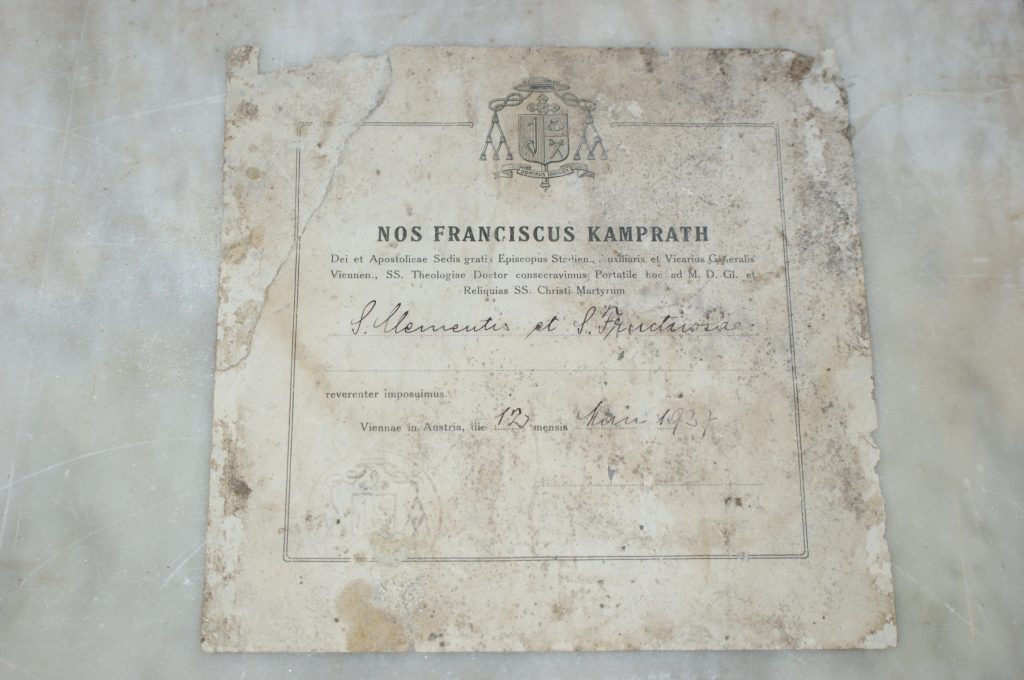 NOS FRANCISCUS KAMPRATH
Dei et Apostolicae Sedis gratia Episcopus Stadien., Auxiliaris et Vicarius Generalis
Viennen., SS. Theologiae Doctor consecravimus Portatile hoc ad M. D. Gl. et
Reliquias SS. Christi Martyrum
S. Clementis et S. Fructuosae
reverenter imposuimus.
Viennae in Austria, die 12 mensis Maii 1937